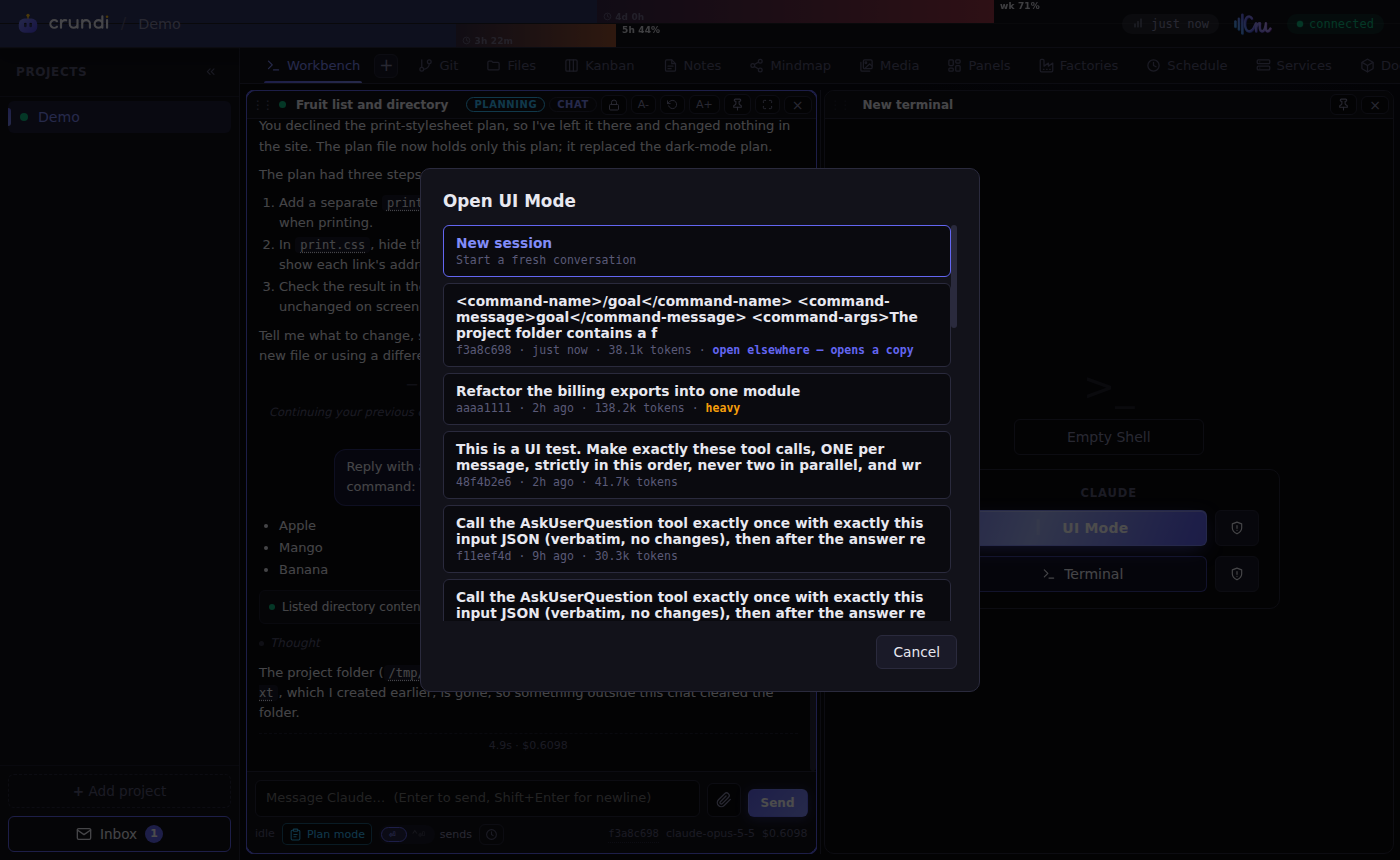 crundi / Demo
4d 0h
wk 71%
3h 22m
5h 44%
just now
Cru
connected
PROJECTS «
Demo
+ Add project
Inbox 1
Workbench + Git Files Kanban Notes Mindmap Media Panels Factories Schedule Services Do
Fruit list and directory PLANNING CHAT A- A+
You declined the print-stylesheet plan, so I've left it there and changed nothing in
the site. The plan file now holds only this plan; it replaced the dark-mode plan.
The plan had three steps
1. Add a separate print
when printing.
2. In print.css, hide th
show each link's addr
3. Check the result in the
unchanged on screen
Tell me what to change,
new file or using a differe
Continuing your previous
Reply with a
command:
• Apple
• Mango
• Banana
Listed directory conten
Thought
The project folder ( /tmp/
xt , which I created earlier, is gone, so something outside this chat cleared the
folder.
4.9s · $0.6098
Message Claude… (Enter to send, Shift+Enter for newline)
Send
idle Plan mode sends f3a8c698 claude-opus-5-5 $0.6098
New terminal
>_
Empty Shell
CLAUDE
UI Mode
Terminal
Open UI Mode
New session
Start a fresh conversation
<command-name>/goal</command-name> <command-
message>goal</command-message> <command-args>The
project folder contains a f
f3a8c698 · just now · 38.1k tokens · open elsewhere — opens a copy
Refactor the billing exports into one module
aaaa1111 · 2h ago · 138.2k tokens · heavy
This is a UI test. Make exactly these tool calls, ONE per
message, strictly in this order, never two in parallel, and wr
48f4b2e6 · 2h ago · 41.7k tokens
Call the AskUserQuestion tool exactly once with exactly this
input JSON (verbatim, no changes), then after the answer re
f11eef4d · 9h ago · 30.3k tokens
Call the AskUserQuestion tool exactly once with exactly this
input JSON (verbatim, no changes), then after the answer re
Cancel